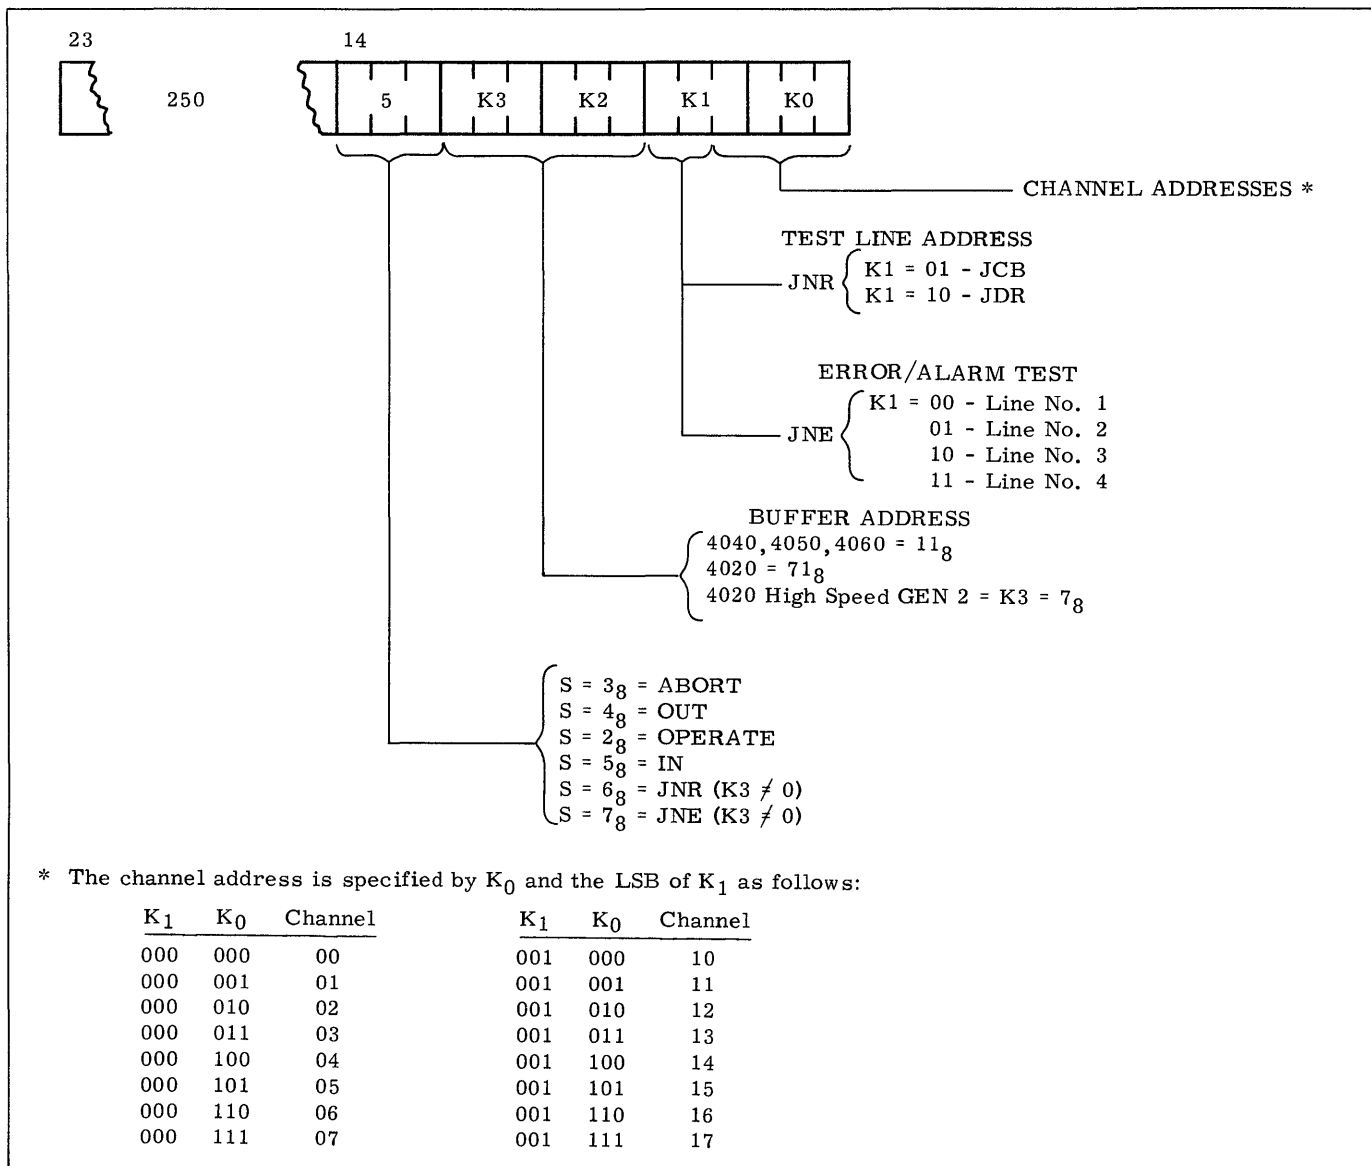 23 14
250 5 K3 K2 K1 K0
CHANNEL ADDRESSES *
TEST LINE ADDRESS
JNR
K1 = 01 - JCB
K1 = 10 - JDR
ERROR/ALARM TEST
JNE
K1 = 00 - Line No. 1
01 - Line No. 2
10 - Line No. 3
11 - Line No. 4
BUFFER ADDRESS
4040, 4050, 4060 = 11₈
4020 = 71₈
4020 High Speed GEN 2 = K3 = 7₈
S = 3₈ = ABORT
S = 4₈ = OUT
S = 2₈ = OPERATE
S = 5₈ = IN
S = 6₈ = JNR (K3 ≠ 0)
S = 7₈ = JNE (K3 ≠ 0)
* The channel address is specified by K₀ and the LSB of K₁ as follows:
K₁ K₀ Channel K₁ K₀ Channel
000 000 00 001 000 10
000 001 01 001 001 11
000 010 02 001 010 12
000 011 03 001 011 13
000 100 04 001 100 14
000 101 05 001 101 15
000 110 06 001 110 16
000 111 07 001 111 17